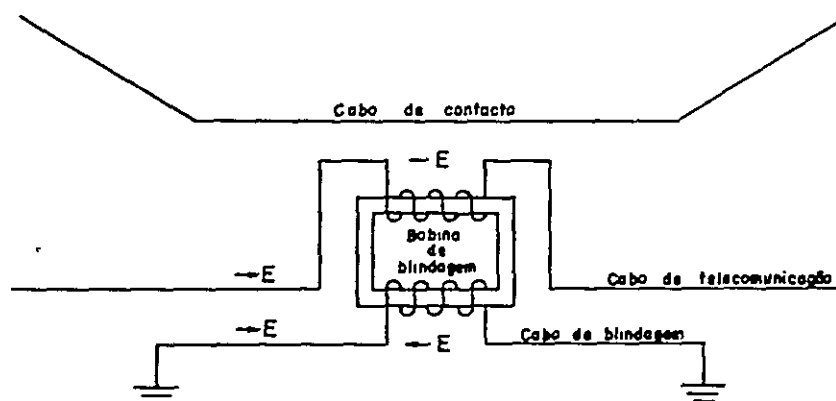 Cabo de contacto
← E
Bobina
de
blindagem
→ E
Cabo de telecomunicação
→ E
← E
Cabo de blindagem